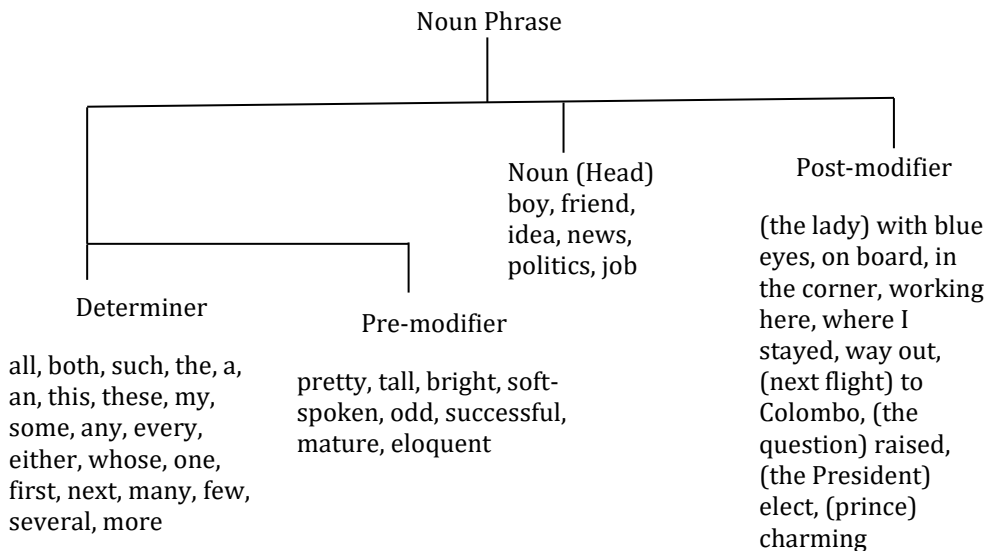 Noun Phrase
Noun (Head)
boy, friend,
idea, news,
politics, job
Post-modifier
(the lady) with blue
eyes, on board, in
the corner, working
here, where I
stayed, way out,
(next flight) to
Colombo, (the
question) raised,
(the President)
elect, (prince)
charming
Determiner
all, both, such, the, a,
an, this, these, my,
some, any, every,
either, whose, one,
first, next, many, few,
several, more
Pre-modifier
pretty, tall, bright, soft-
spoken, odd, successful,
mature, eloquent